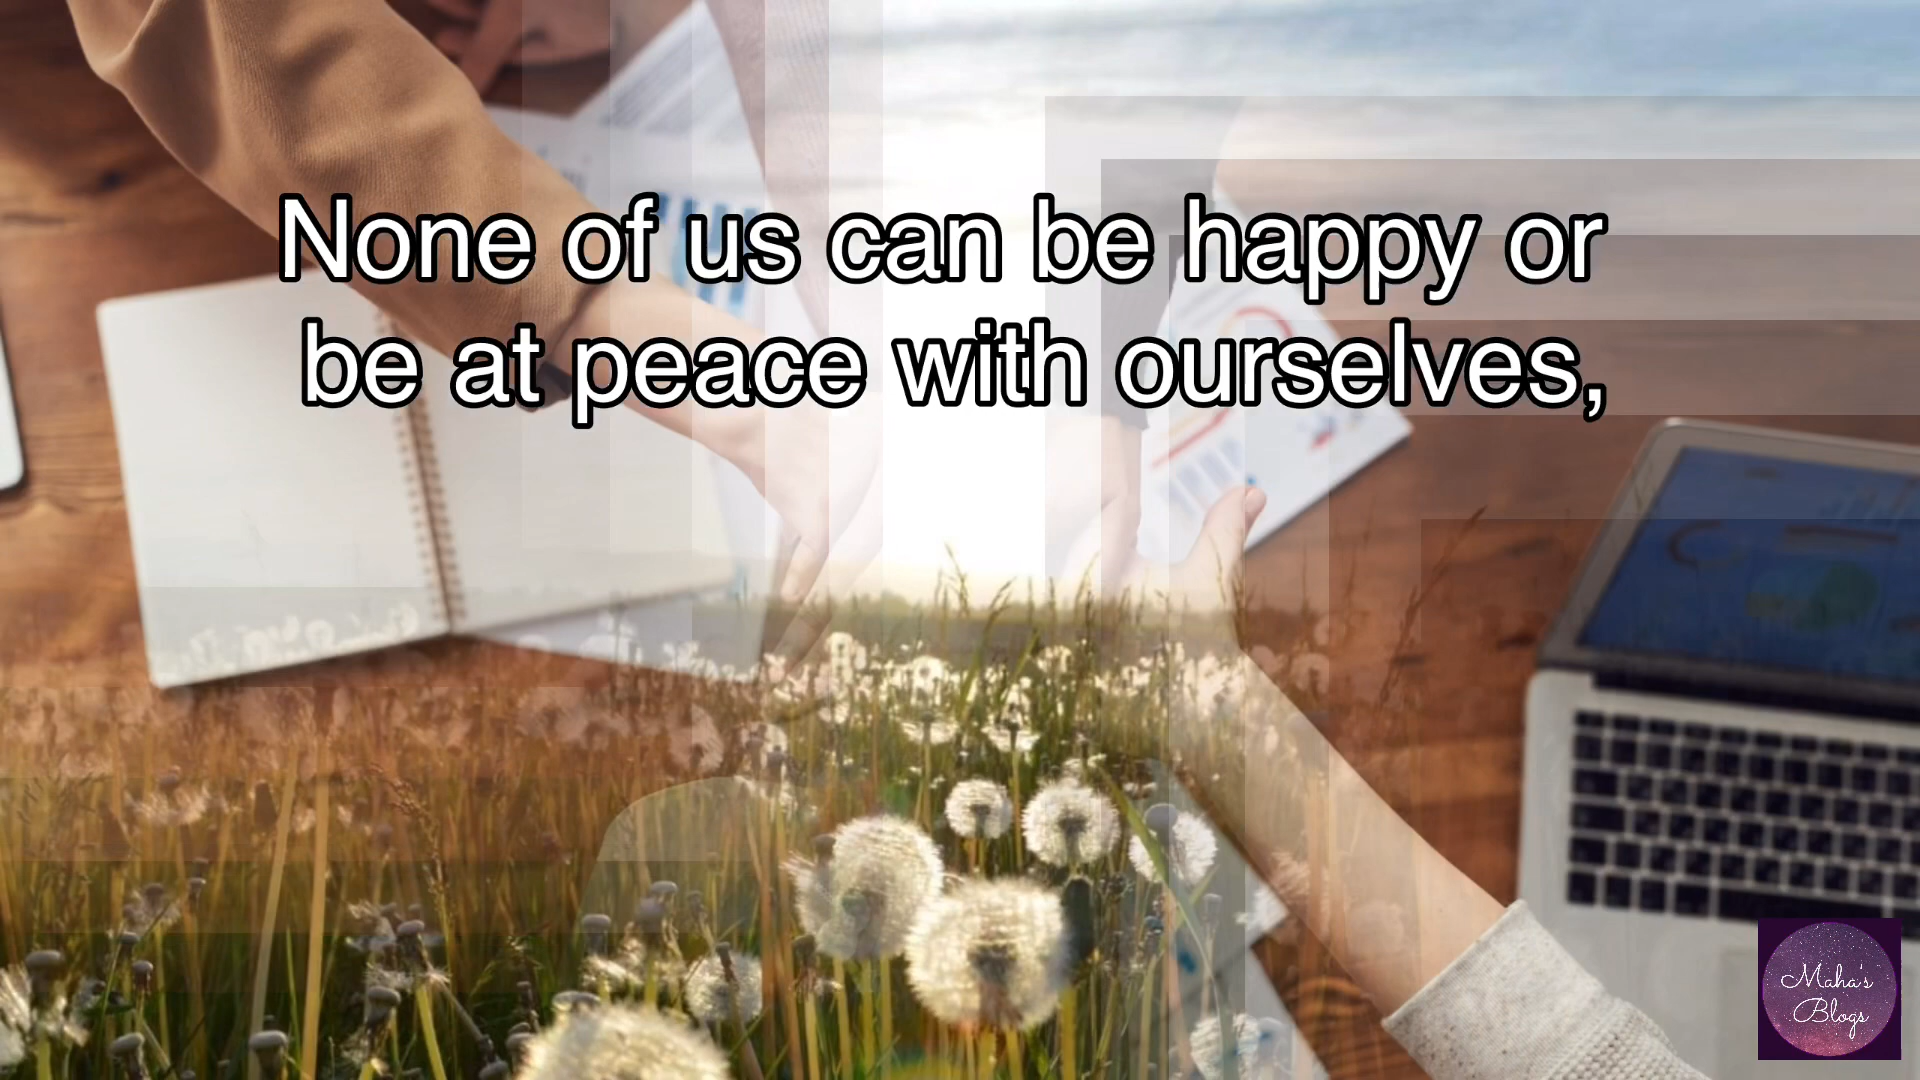 None of us can be happy or
be at peace with ourselves,
Maha's
Blogs